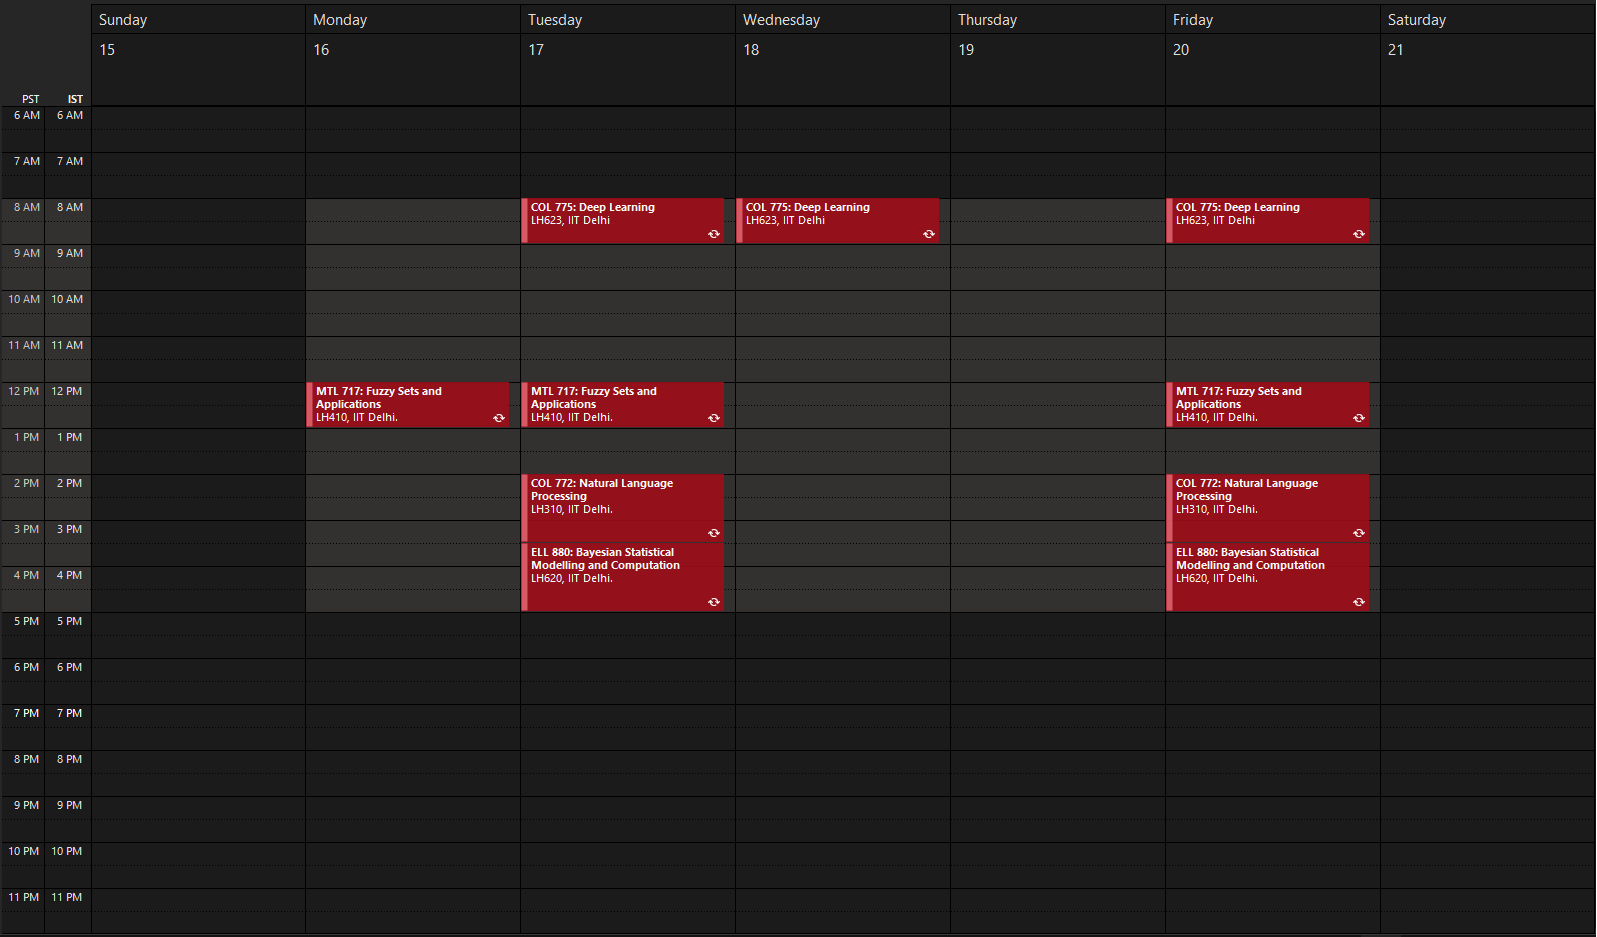 Sunday Monday Tuesday Wednesday Thursday Friday Saturday
15 16 17 18 19 20 21
PST IST
6 AM 6 AM
7 AM 7 AM
8 AM 8 AM
COL 775: Deep Learning
LH623, IIT Delhi
COL 775: Deep Learning
LH623, IIT Delhi
COL 775: Deep Learning
LH623, IIT Delhi
9 AM 9 AM
10 AM 10 AM
11 AM 11 AM
12 PM 12 PM
MTL 717: Fuzzy Sets and
Applications
LH410, IIT Delhi.
MTL 717: Fuzzy Sets and
Applications
LH410, IIT Delhi.
MTL 717: Fuzzy Sets and
Applications
LH410, IIT Delhi.
1 PM 1 PM
2 PM 2 PM
COL 772: Natural Language
Processing
LH310, IIT Delhi.
COL 772: Natural Language
Processing
LH310, IIT Delhi.
3 PM 3 PM
ELL 880: Bayesian Statistical
Modelling and Computation
LH620, IIT Delhi.
ELL 880: Bayesian Statistical
Modelling and Computation
LH620, IIT Delhi.
4 PM 4 PM
5 PM 5 PM
6 PM 6 PM
7 PM 7 PM
8 PM 8 PM
9 PM 9 PM
10 PM 10 PM
11 PM 11 PM